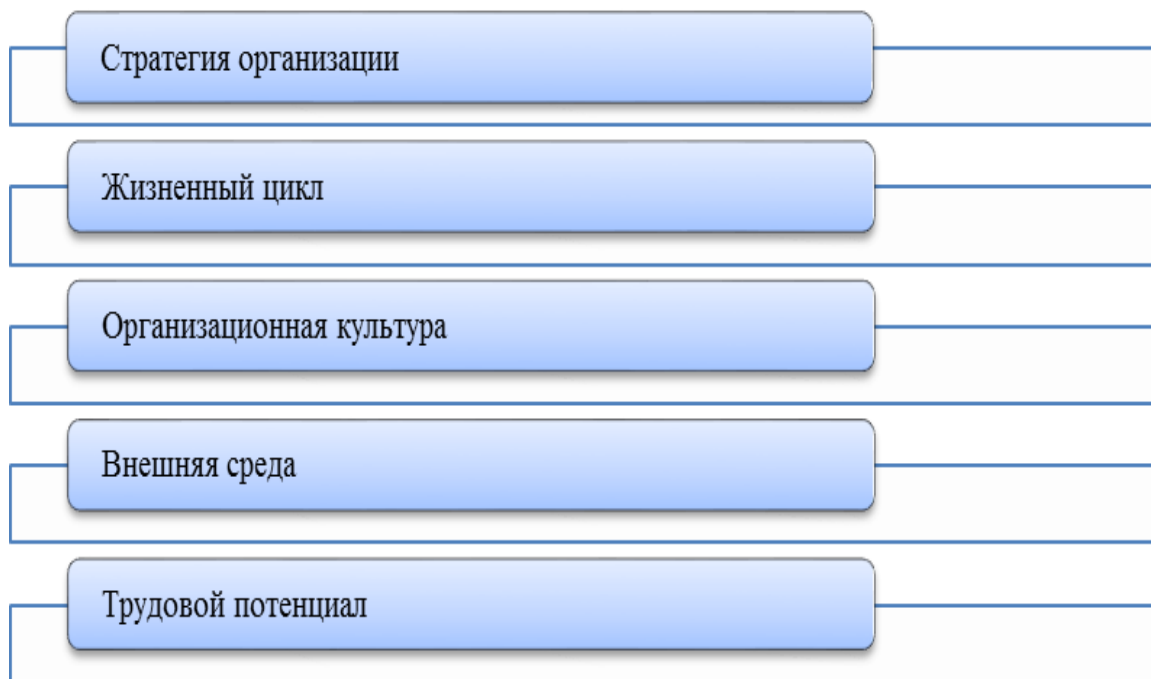 Стратегия организации
Жизненный цикл
Организационная культура
Внешняя среда
Трудовой потенциал